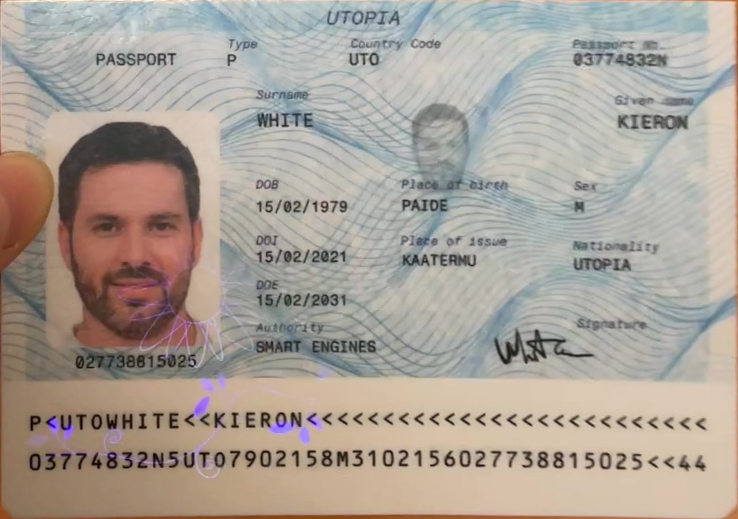 UTOPIA
Type Country Code Passport No.
PASSPORT P UTO 03774832N
Surname Given name
WHITE KIERON
DOB Place of birth Sex
15/02/1979 PAIDE M
DOI Place of issue Nationality
15/02/2021 KAATERMU UTOPIA
DOE
15/02/2031
Authority Signature
SMART ENGINES
027738815025
P<UTOWHITE<<KIERON<<<<<<<<<<<<<<<<<<<<<<<<<<
03774832N5UTO7902158M3102156027738815025<<44